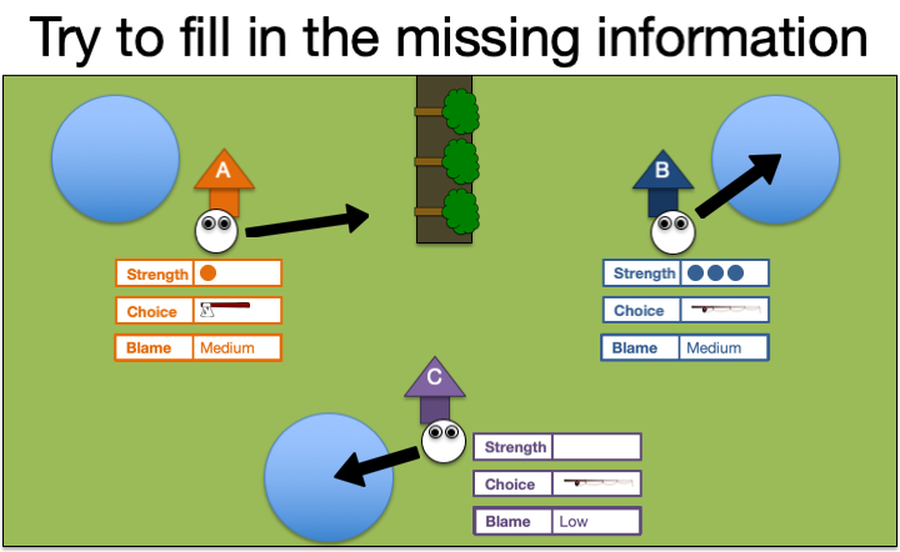 Try to fill in the missing information
A
B
Strength
Choice
Blame Medium
Strength
Choice
Blame Medium
C
Strength
Choice
Blame Low